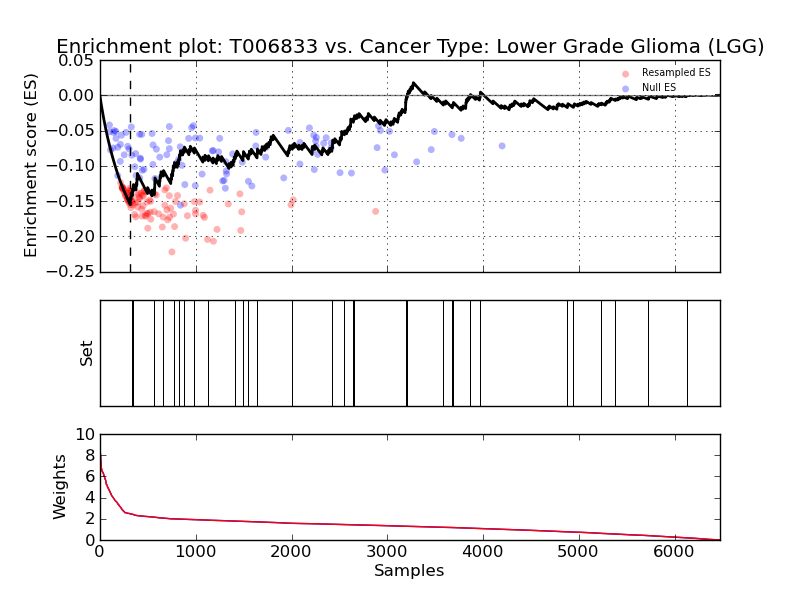 Enrichment plot: T006833 vs. Cancer Type: Lower Grade Glioma (LGG)
Enrichment score (ES)
0.05
0.00
−0.05
−0.10
−0.15
−0.20
−0.25
Resampled ES
Null ES
Set
Weights
10
8
6
4
2
0
0 1000 2000 3000 4000 5000 6000
Samples